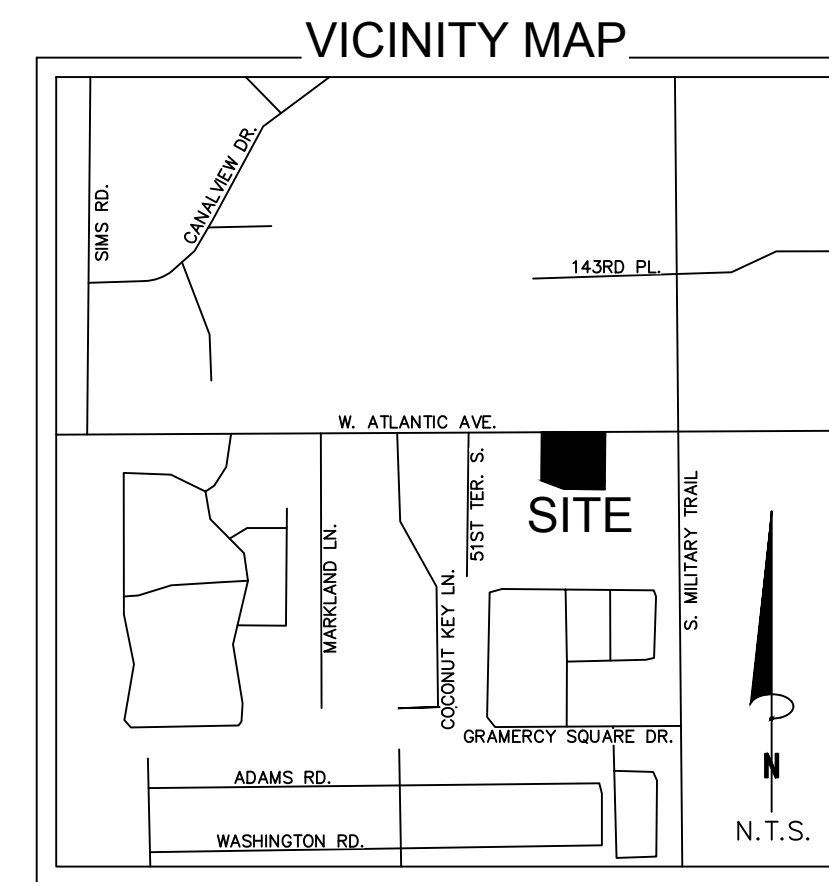 VICINITY MAP
SIMS RD.
CANALVIEW DR.
143RD PL.
W. ATLANTIC AVE.
51ST TER. S.
SITE
S. MILITARY TRAIL
MARKLAND LN.
COCONUT KEY LN.
GRAMERCY SQUARE DR.
N
ADAMS RD.
N.T.S.
WASHINGTON RD.